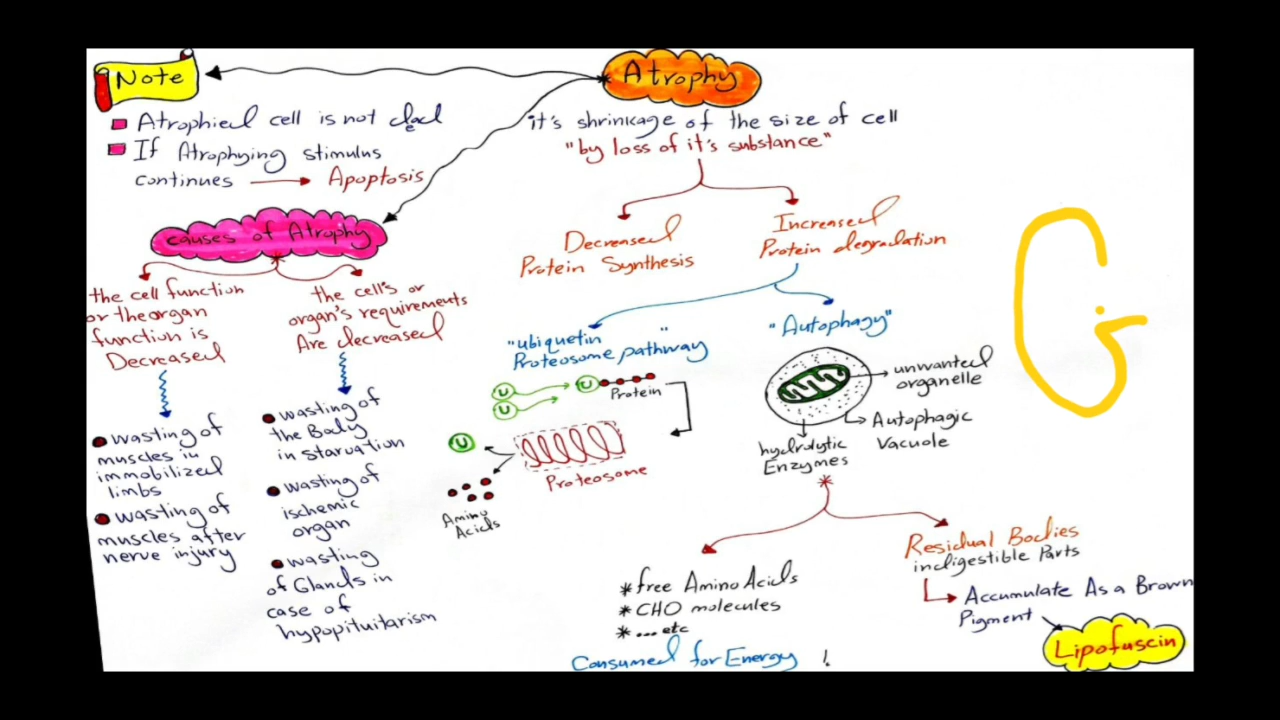 Note
Atrophied cell is not dead
If Atrophying stimulus
continues → Apoptosis
Atrophy
it's shrinkage of the size of cell
"by loss of it's substance"
Decreased
Protein Synthesis
Increased
Protein degradation
causes of Atrophy
the cell function
or the organ
function is
Decreased
wasting of
muscles in
immobilized
limbs
wasting of
muscles after
nerve injury
the cell's or
organ's requirements
Are decreased
wasting of
the Body
in starvation
wasting of
ischemic
organ
wasting
of Glands in
case of
hypopituitarism
"ubiquetin
Proteosome pathway"
U
U
U
Protein
U
Proteosome
Amino
Acids
"Autophagy"
unwanted
organelle
Autophagic
Vacuole
hydrolytic
Enzymes
* free Amino Acids
* CHO molecules
* ... etc
Consumed for Energy !
Residual Bodies
indigestible Parts
Accumulate As a Brown
Pigment
Lipofuscin
G